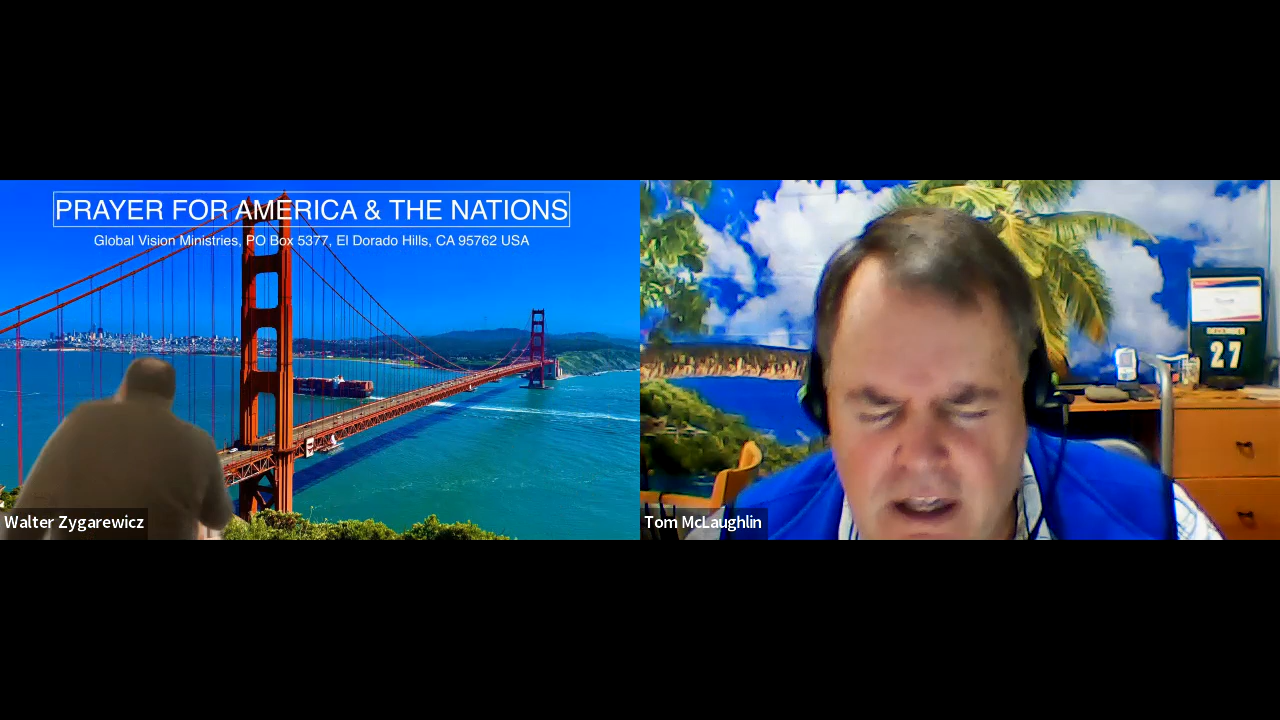 PRAYER FOR AMERICA & THE NATIONS
Global Vision Ministries, PO Box 5377, El Dorado Hills, CA 95762 USA
27
Walter Zygarewicz
Tom McLaughlin